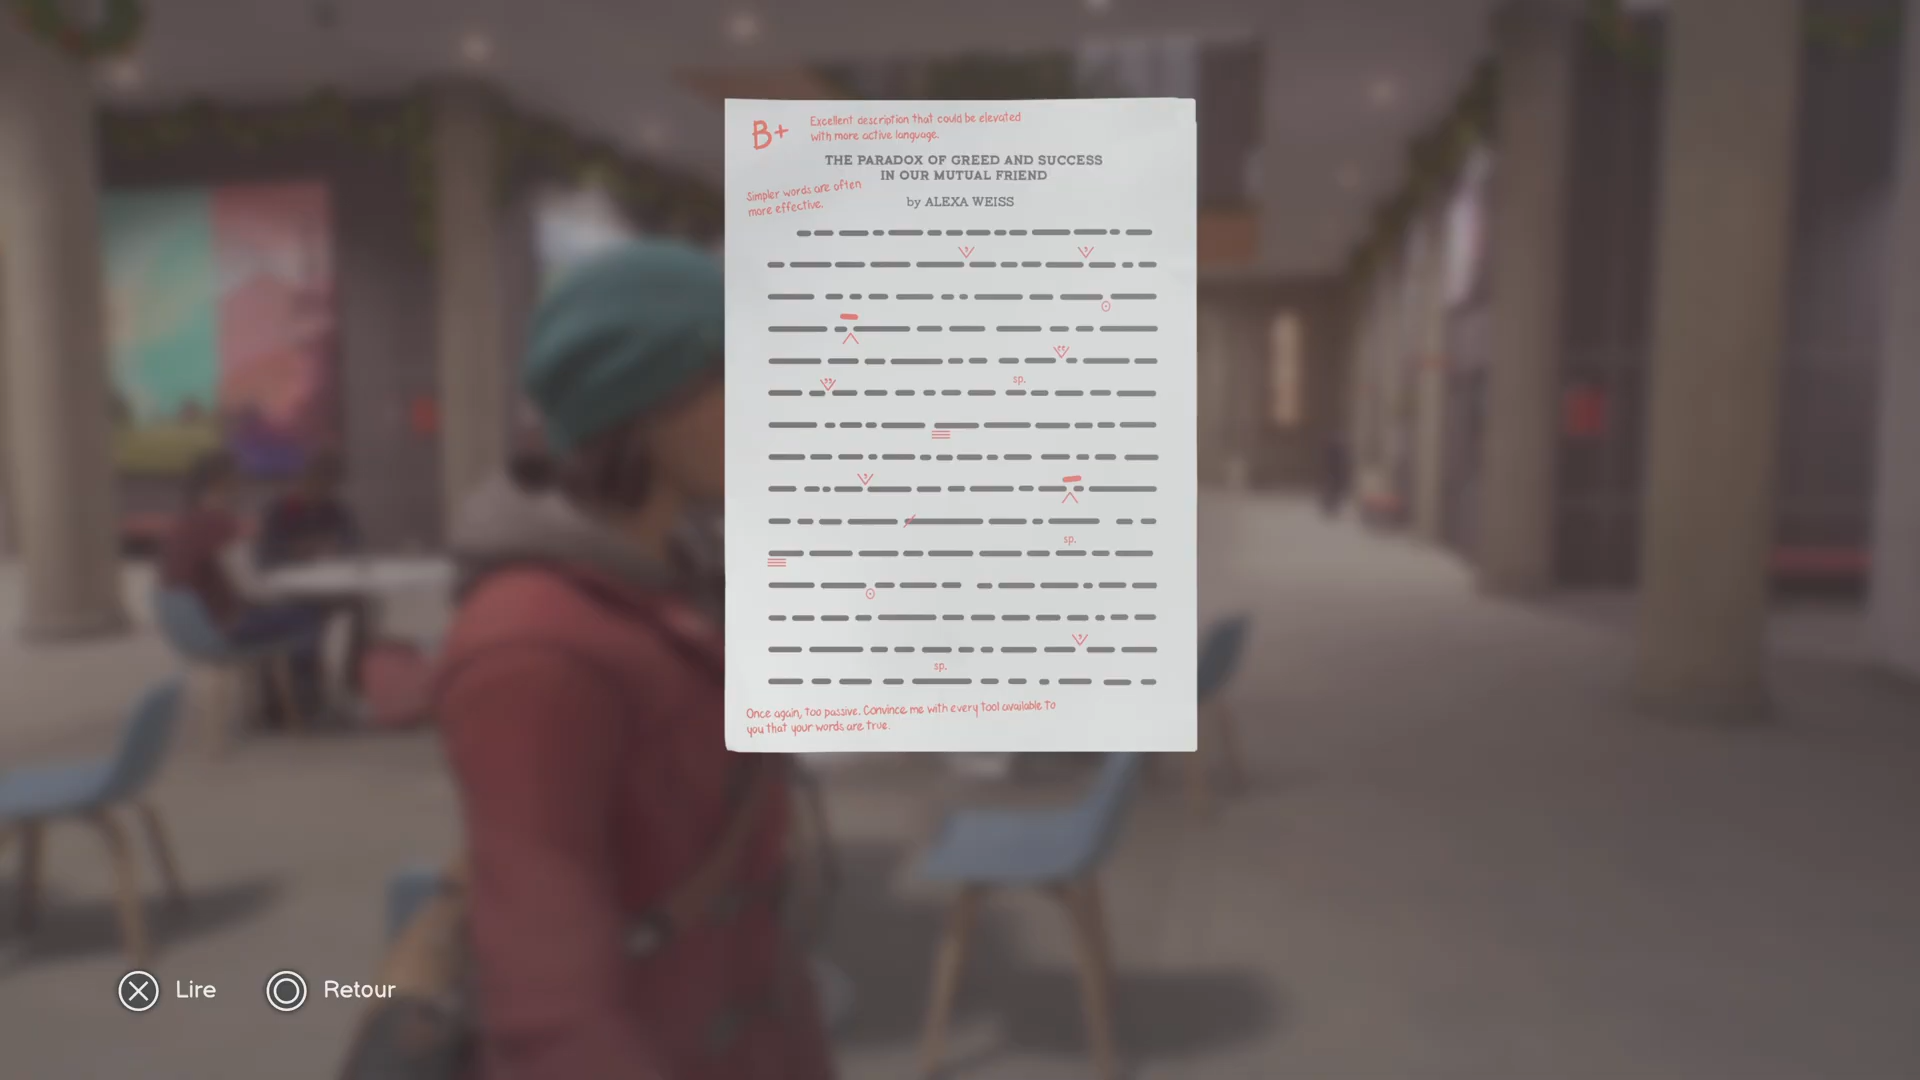 B+
Excellent description that could be elevated
with more active language.
THE PARADOX OF GREED AND SUCCESS
IN OUR MUTUAL FRIEND
Simpler words are often
more effective.
by ALEXA WEISS
sp.
sp.
sp.
Once again, too passive. Convince me with every tool available to
you that your words are true.
Lire
Retour